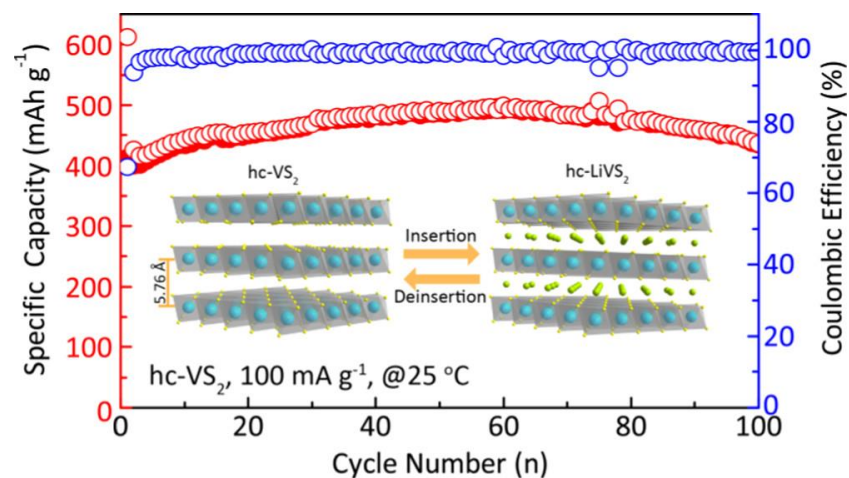 Specific Capacity (mAh g⁻¹)
600
500
400
300
200
100
0
100
80
60
40
20
0
Coulombic Efficiency (%)
hc-VS₂
hc-LiVS₂
Insertion
Deinsertion
5.76 Å
hc-VS₂, 100 mA g⁻¹, @25 °C
0 20 40 60 80 100
Cycle Number (n)